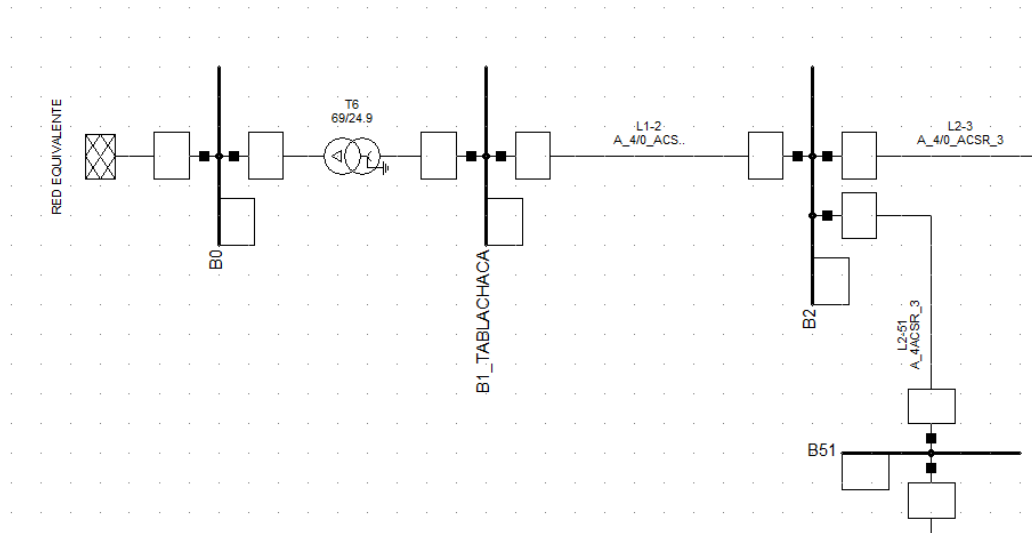 RED EQUIVALENTE
T6
69/24.9
L1-2
A_4/0_ACS..
L2-3
A_4/0_ACSR_3
B0
B1_TABLACHACA
B2
L2-51
A_4ACSR_3
B51